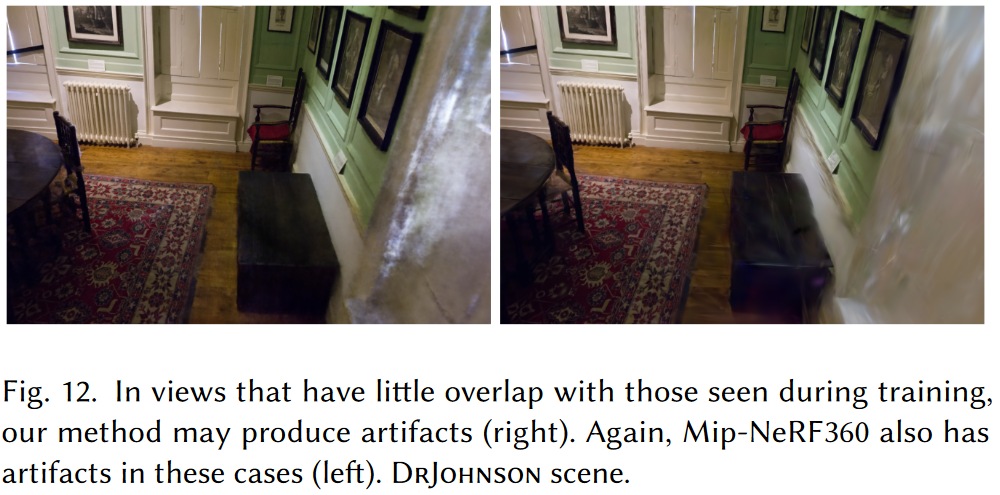 Fig. 12. In views that have little overlap with those seen during training,
our method may produce artifacts (right). Again, Mip-NeRF360 also has
artifacts in these cases (left). DRJOHNSON scene.